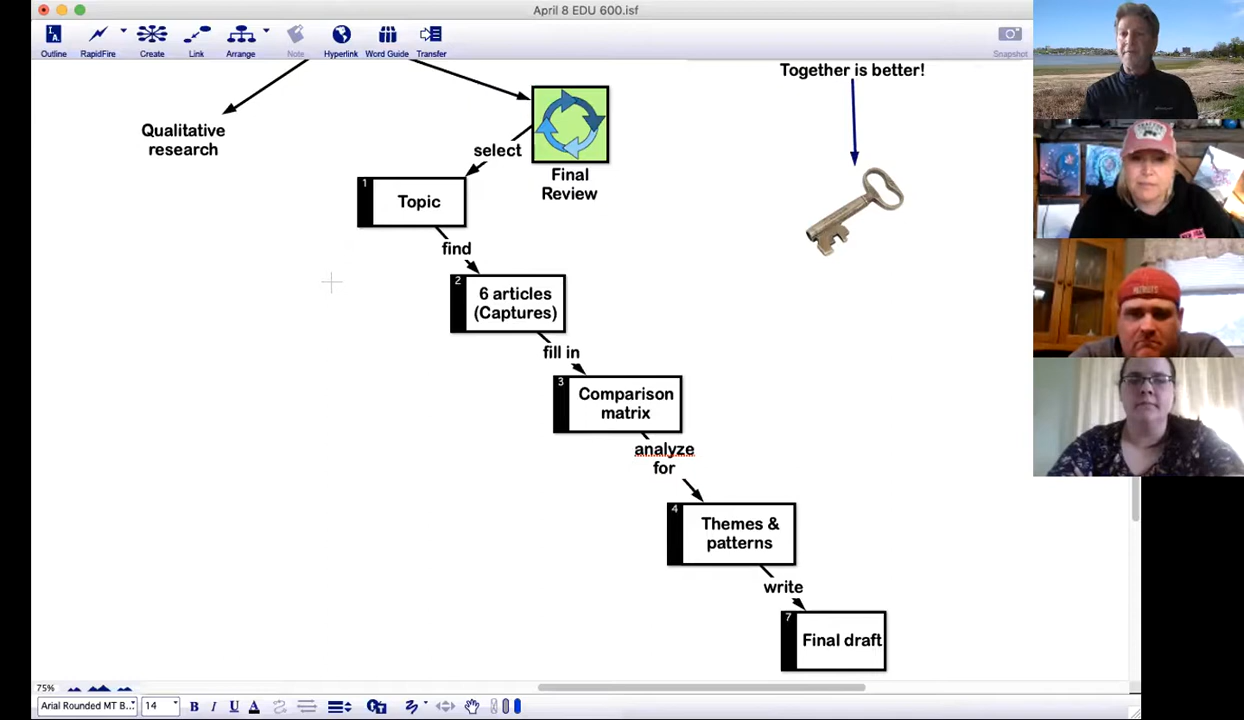 April 8 EDU 600.isf
Outline
RapidFire
Create
Link
Arrange
Note
Hyperlink
Word Guide
Transfer
Snapshot
Together is better!
Qualitative
research
select
Final
Review
1
Topic
find
2
6 articles
(Captures)
fill in
3
Comparison
matrix
analyze
for
4
Themes &
patterns
write
7
Final draft
75%
Arial Rounded MT B...
14
B
I
U
A
PATRIOTS